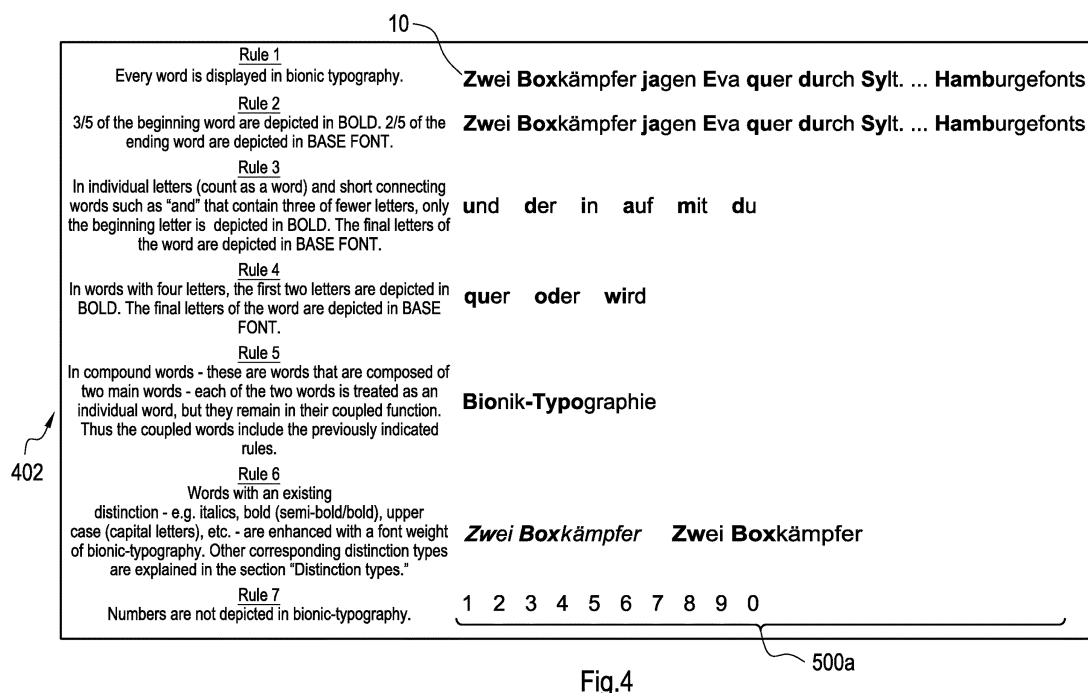 10
Rule 1
Every word is displayed in bionic typography.
Zwei Boxkämpfer jagen Eva quer durch Sylt. ... Hamburgefonts
Rule 2
3/5 of the beginning word are depicted in BOLD. 2/5 of the
ending word are depicted in BASE FONT.
Zwei Boxkämpfer jagen Eva quer durch Sylt. ... Hamburgefonts
Rule 3
In individual letters (count as a word) and short connecting
words such as “and” that contain three of fewer letters, only
the beginning letter is depicted in BOLD. The final letters of
the word are depicted in BASE FONT.
und der in auf mit du
Rule 4
In words with four letters, the first two letters are depicted in
BOLD. The final letters of the word are depicted in BASE
FONT.
quer oder wird
Rule 5
In compound words - these are words that are composed of
two main words - each of the two words is treated as an
individual word, but they remain in their coupled function.
Thus the coupled words include the previously indicated
rules.
Bionik-Typographie
402
Rule 6
Words with an existing
distinction - e.g. italics, bold (semi-bold/bold), upper
case (capital letters), etc. - are enhanced with a font weight
of bionic-typography. Other corresponding distinction types
are explained in the section “Distinction types.”
Zwei Boxkämpfer Zwei Boxkämpfer
Rule 7
Numbers are not depicted in bionic-typography.
1 2 3 4 5 6 7 8 9 0
500a
Fig.4